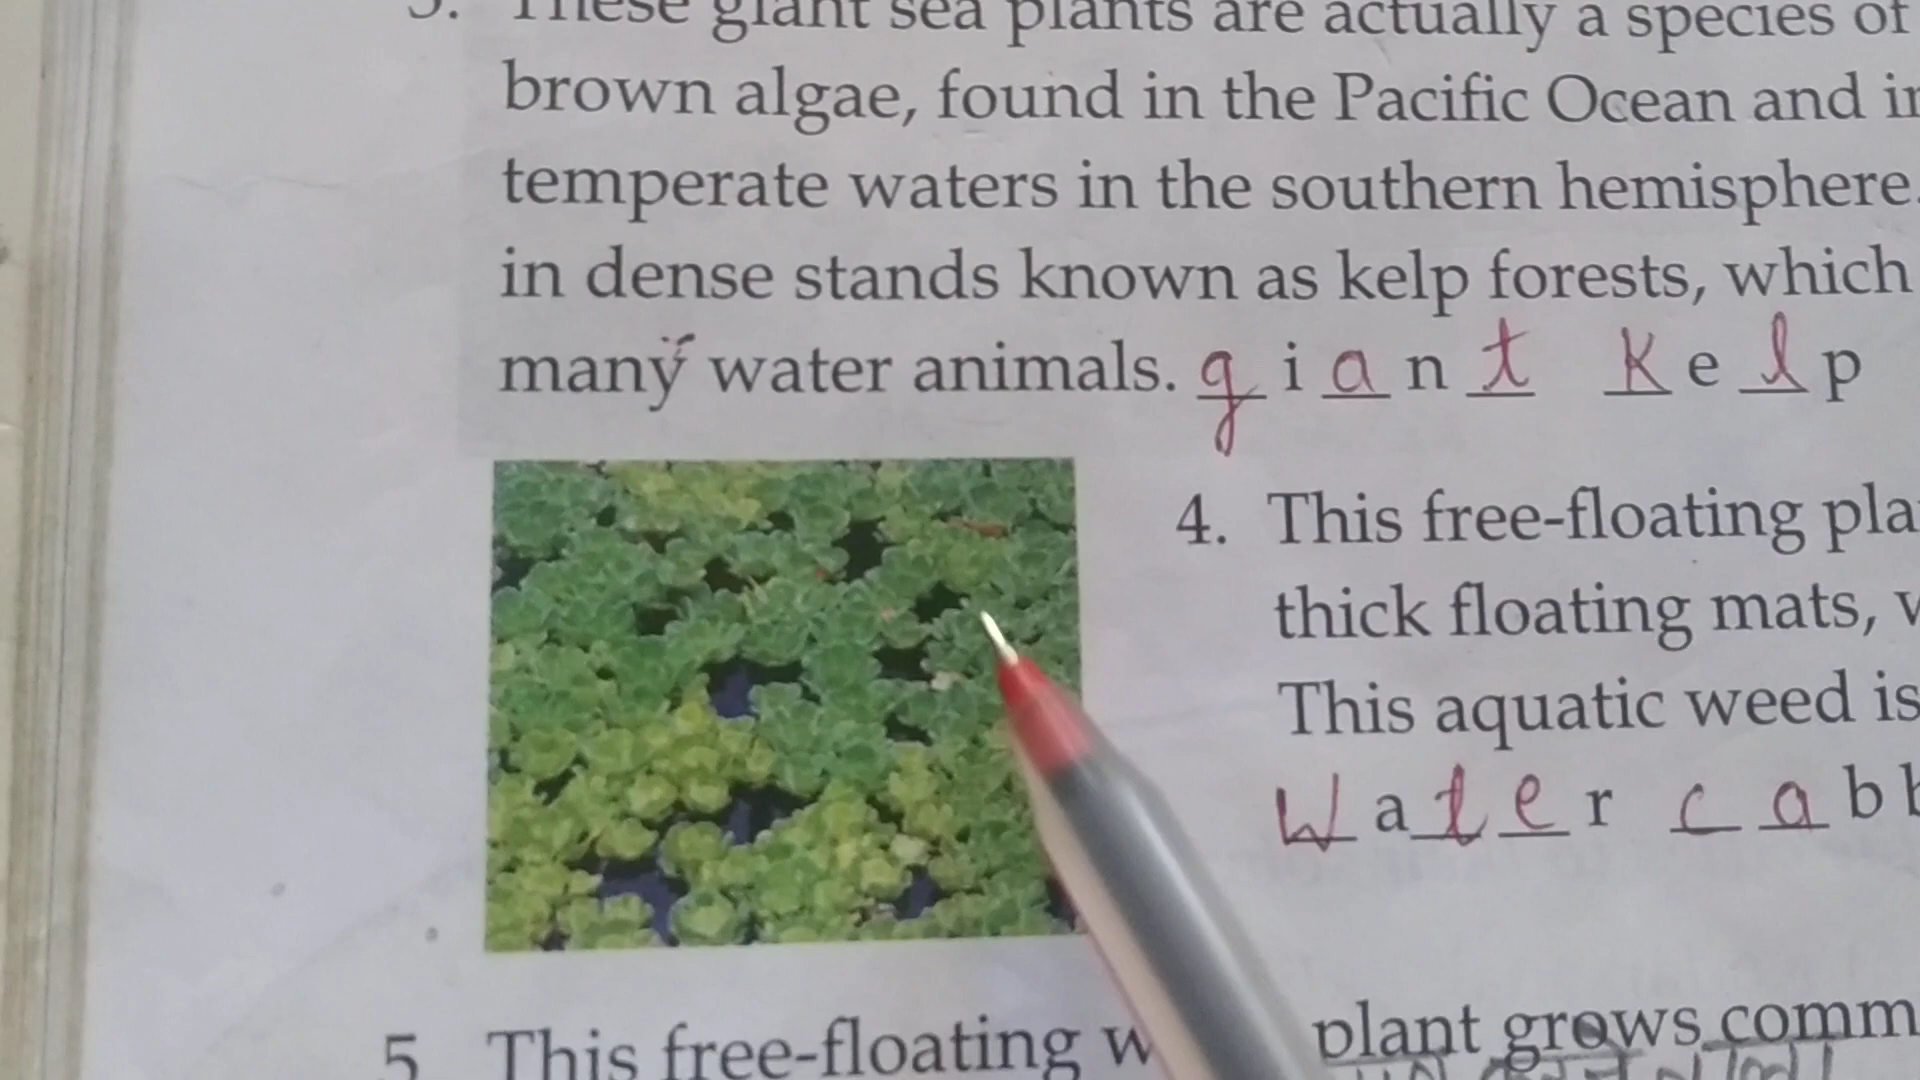 3. These giant sea plants are actually a species of
brown algae, found in the Pacific Ocean and in
temperate waters in the southern hemisphere.
in dense stands known as kelp forests, which
many water animals. g i a n t k e l p
4. This free-floating pla
thick floating mats, w
This aquatic weed is
W a t e r c a b b
5 This free-floating w plant grows comm